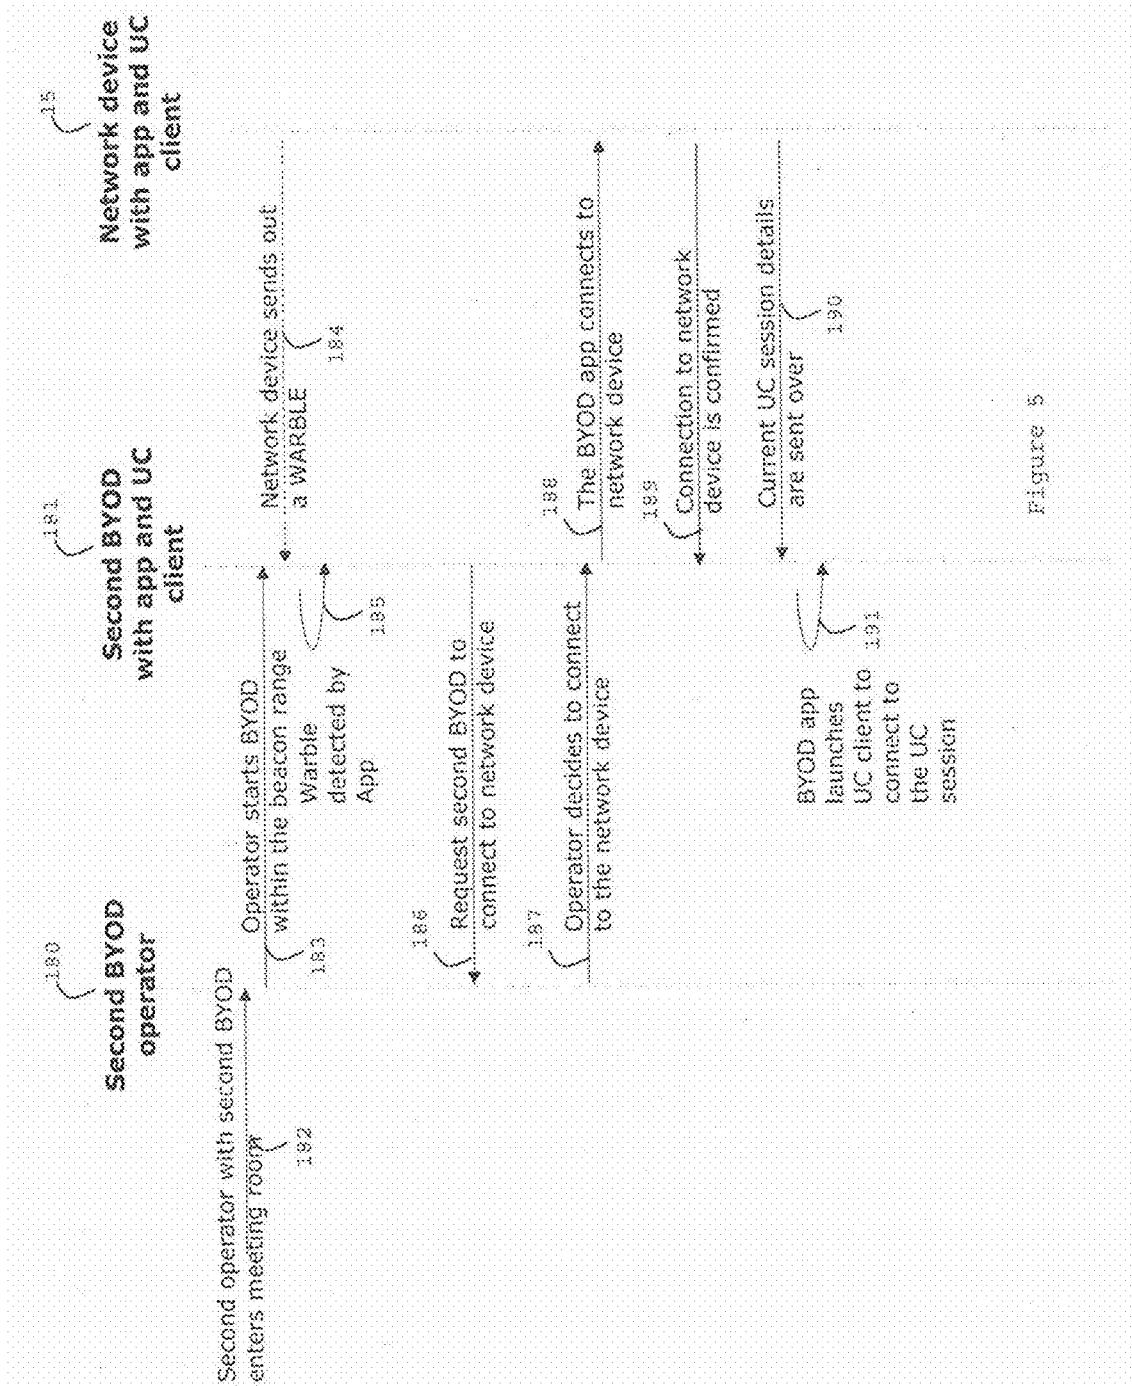 180
Second BYOD
operator
181
Second BYOD
with app and UC
client
15
Network device
with app and UC
client
Second operator with second BYOD
enters meeting room
182
Operator starts BYOD
within the beacon range
183
Network device sends out
a WARBLE
184
Warble
detected by
App
185
186
Request second BYOD to
connect to network device
187
Operator decides to connect
to the network device
188
The BYOD app connects to
network device
189
Connection to network
device is confirmed
Current UC session details
are sent over
190
BYOD app
launches
UC client to
connect to
the UC
session
191
Figure 5